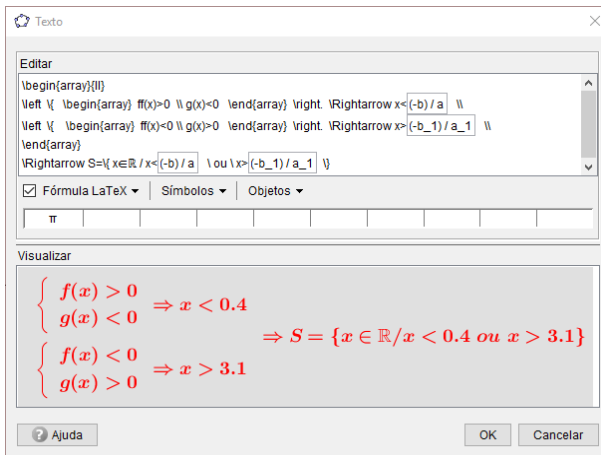 Texto
Editar
\begin{array}{ll}
\left \{ \begin{array} ff(x)>0 \\ g(x)<0 \end{array} \right. \Rightarrow x< (-b) / a \\
\left \{ \begin{array} ff(x)<0 \\ g(x)>0 \end{array} \right. \Rightarrow x> (-b_1) / a_1 \\
\end{array}
\Rightarrow S=\{ x∈ℝ / x< (-b) / a \ ou \ x> (-b_1) / a_1 \}
Fórmula LaTeX Símbolos Objetos
π
Visualizar
f(x) > 0
g(x) < 0
⇒ x < 0.4
⇒ S = {x ∈ ℝ/x < 0.4 ou x > 3.1}
f(x) < 0
g(x) > 0
⇒ x > 3.1
Ajuda OK Cancelar